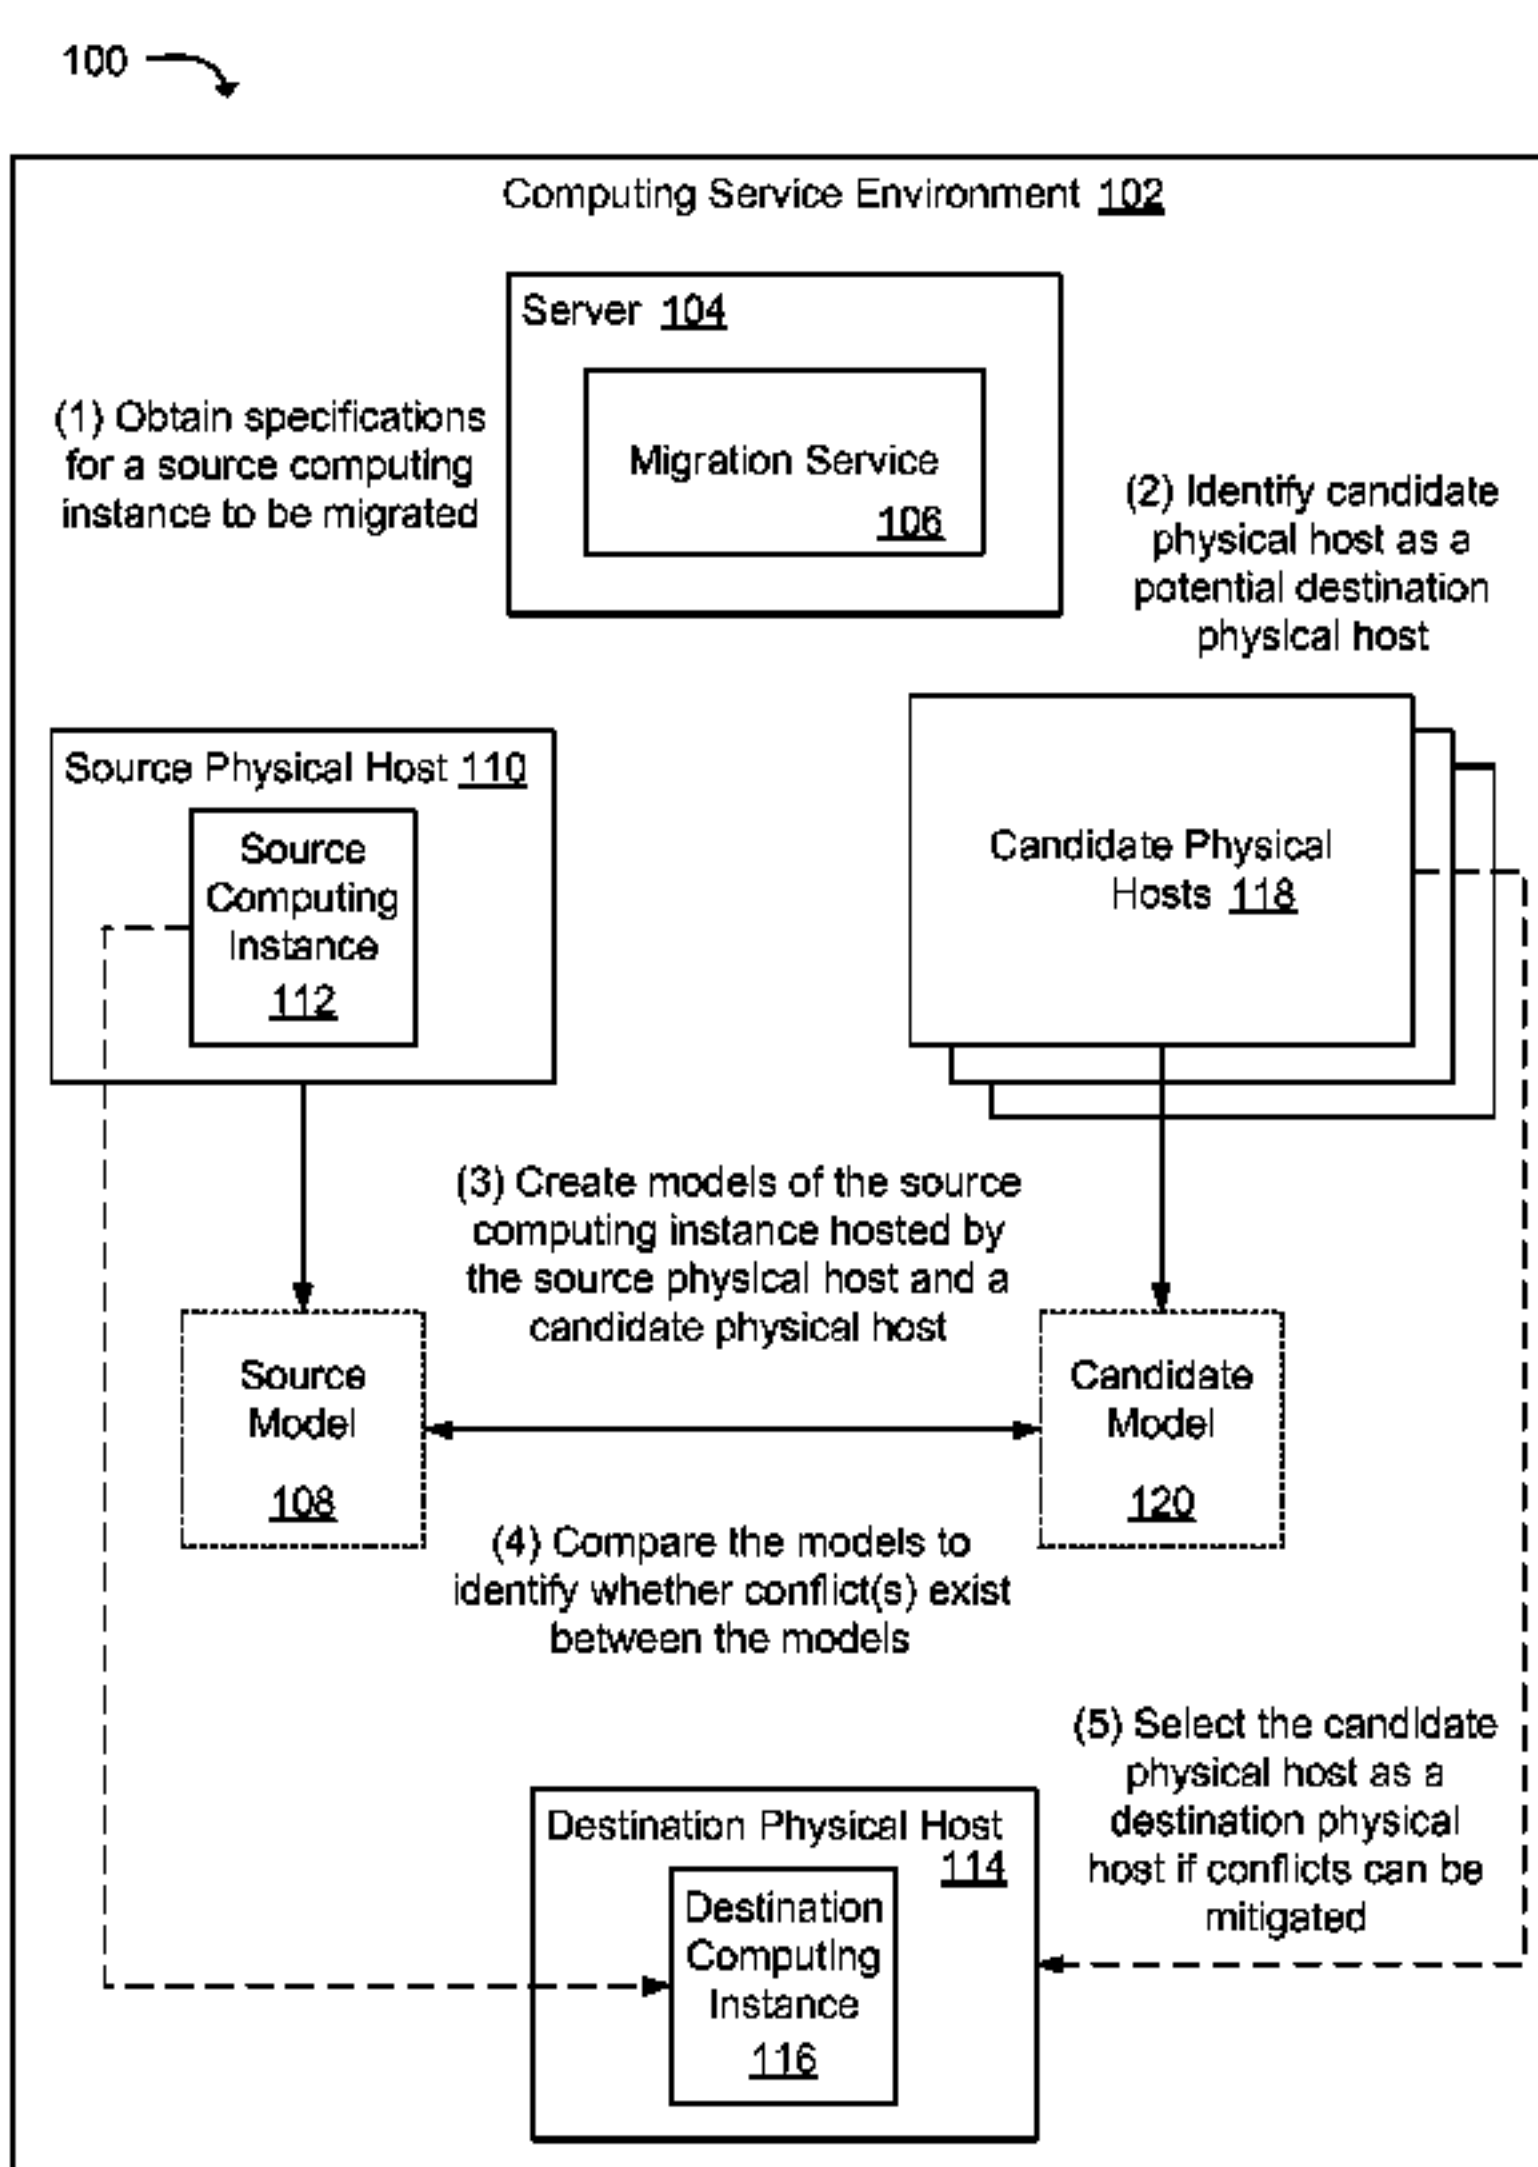 100
Computing Service Environment 102
Server 104
Migration Service
106
(1) Obtain specifications
for a source computing
instance to be migrated
(2) Identify candidate
physical host as a
potential destination
physical host
Source Physical Host 110
Source
Computing
Instance
112
Candidate Physical
Hosts 118
(3) Create models of the source
computing instance hosted by
the source physical host and a
candidate physical host
Source
Model
108
Candidate
Model
120
(4) Compare the models to
identify whether conflict(s) exist
between the models
(5) Select the candidate
physical host as a
destination physical
host if conflicts can be
mitigated
Destination Physical Host
114
Destination
Computing
Instance
116